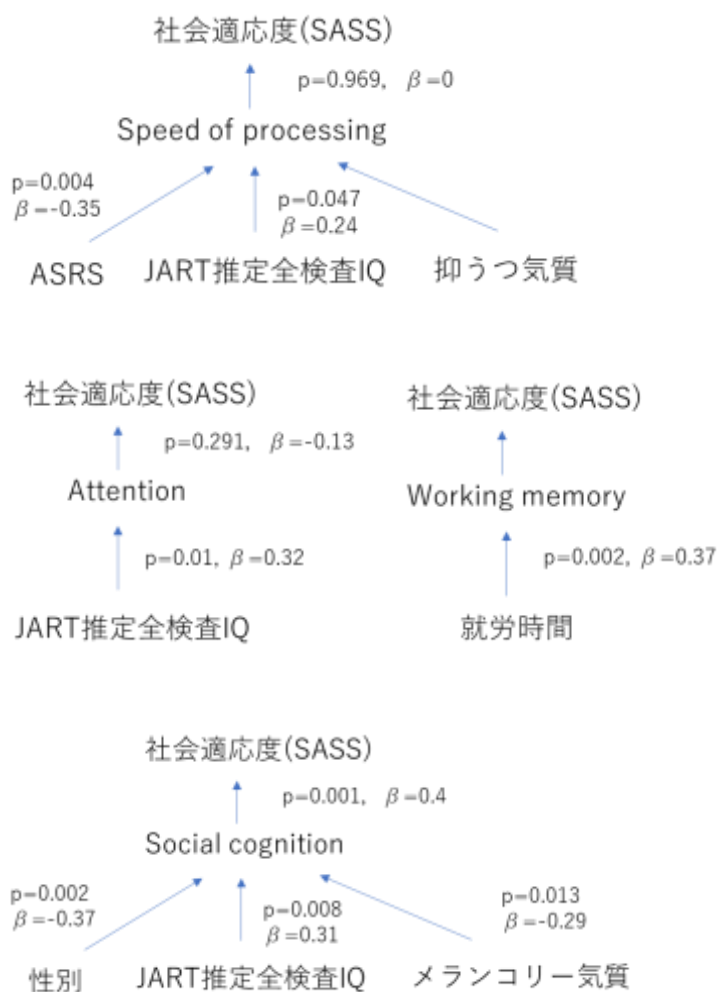 社会適応度(SASS)
p=0.969, β=0
Speed of processing
p=0.004
β=-0.35
p=0.047
β=0.24
ASRS JART推定全検査IQ 抑うつ気質
社会適応度(SASS) 社会適応度(SASS)
p=0.291, β=-0.13
Attention Working memory
p=0.01, β=0.32 p=0.002, β=0.37
JART推定全検査IQ 就労時間
社会適応度(SASS)
p=0.001, β=0.4
Social cognition
p=0.002
β=-0.37
p=0.008
β=0.31
p=0.013
β=-0.29
性別 JART推定全検査IQ メランコリー気質